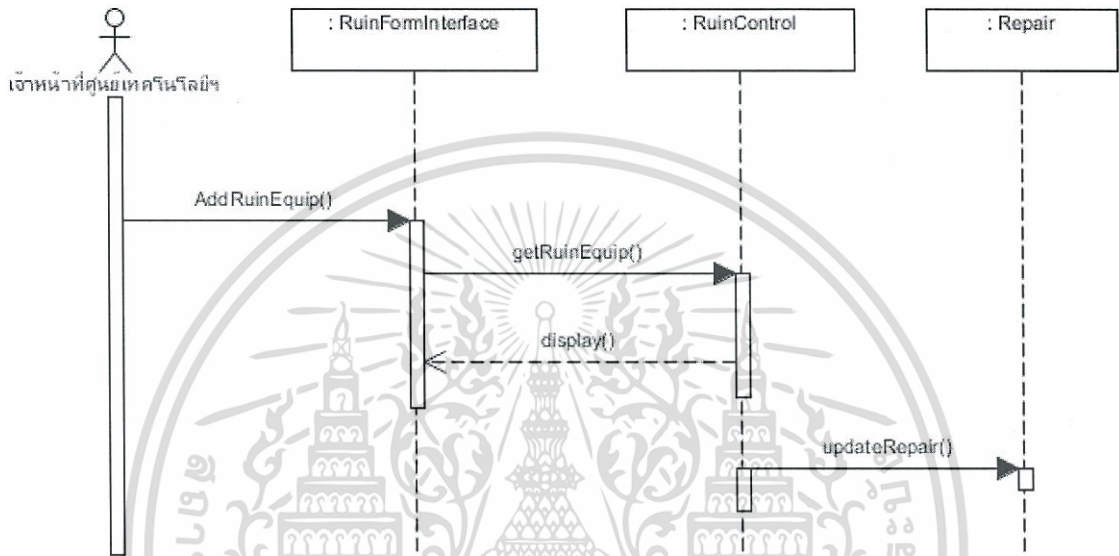 : RuinFormInterface
: RuinControl
: Repair
เจ้าหน้าที่ศูนย์เทคโนโลยีฯ
AddRuinEquip()
getRuinEquip()
display()
updateRepair()